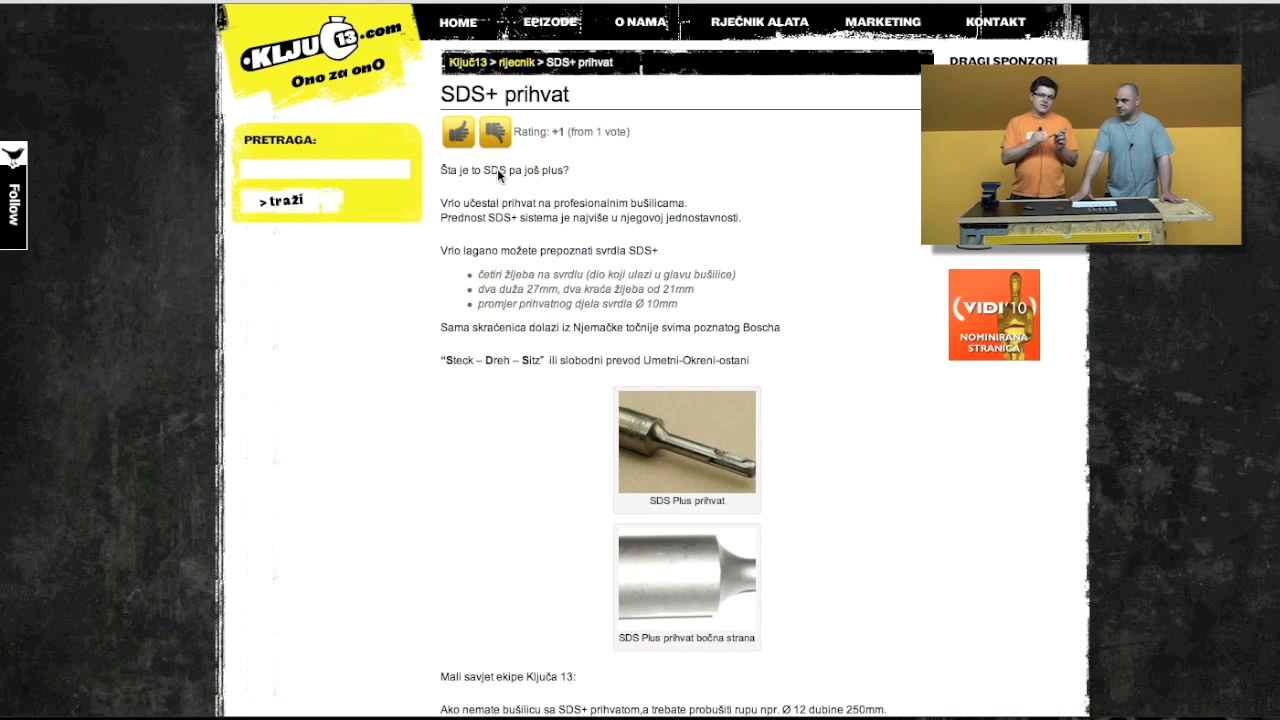 KLJUČ13.com
Ono za onO
HOME
EPIZODE
O NAMA
RJEČNIK ALATA
MARKETING
KONTAKT
Ključ13 > rijecnik > SDS+ prihvat
DRAGI SPONZORI
SDS+ prihvat
Rating: +1 (from 1 vote)
PRETRAGA:
> traži
Follow
Šta je to SDS pa još plus?
Vrlo učestal prihvat na profesionalnim bušilicama.
Prednost SDS+ sistema je najviše u njegovoj jednostavnosti.
Vrlo lagano možete prepoznati svrdla SDS+
četiri žljeba na svrdlu (dio koji ulazi u glavu bušilice)
dva duža 27mm, dva kraća žljeba od 21mm
promjer prihvatnog djela svrdla Ø 10mm
Sama skraćenica dolazi iz Njemačke točnije svima poznatog Boscha
“Steck – Dreh – Sitz” ili slobodni prevod Umetni-Okreni-ostani
(VIDI'10)
NOMINIRANA
STRANICA
SDS Plus prihvat
SDS Plus prihvat bočna strana
Mali savjet ekipe Ključa 13:
Ako nemate bušilicu sa SDS+ prihvatom,a trebate probušiti rupu npr. Ø 12 dubine 250mm.